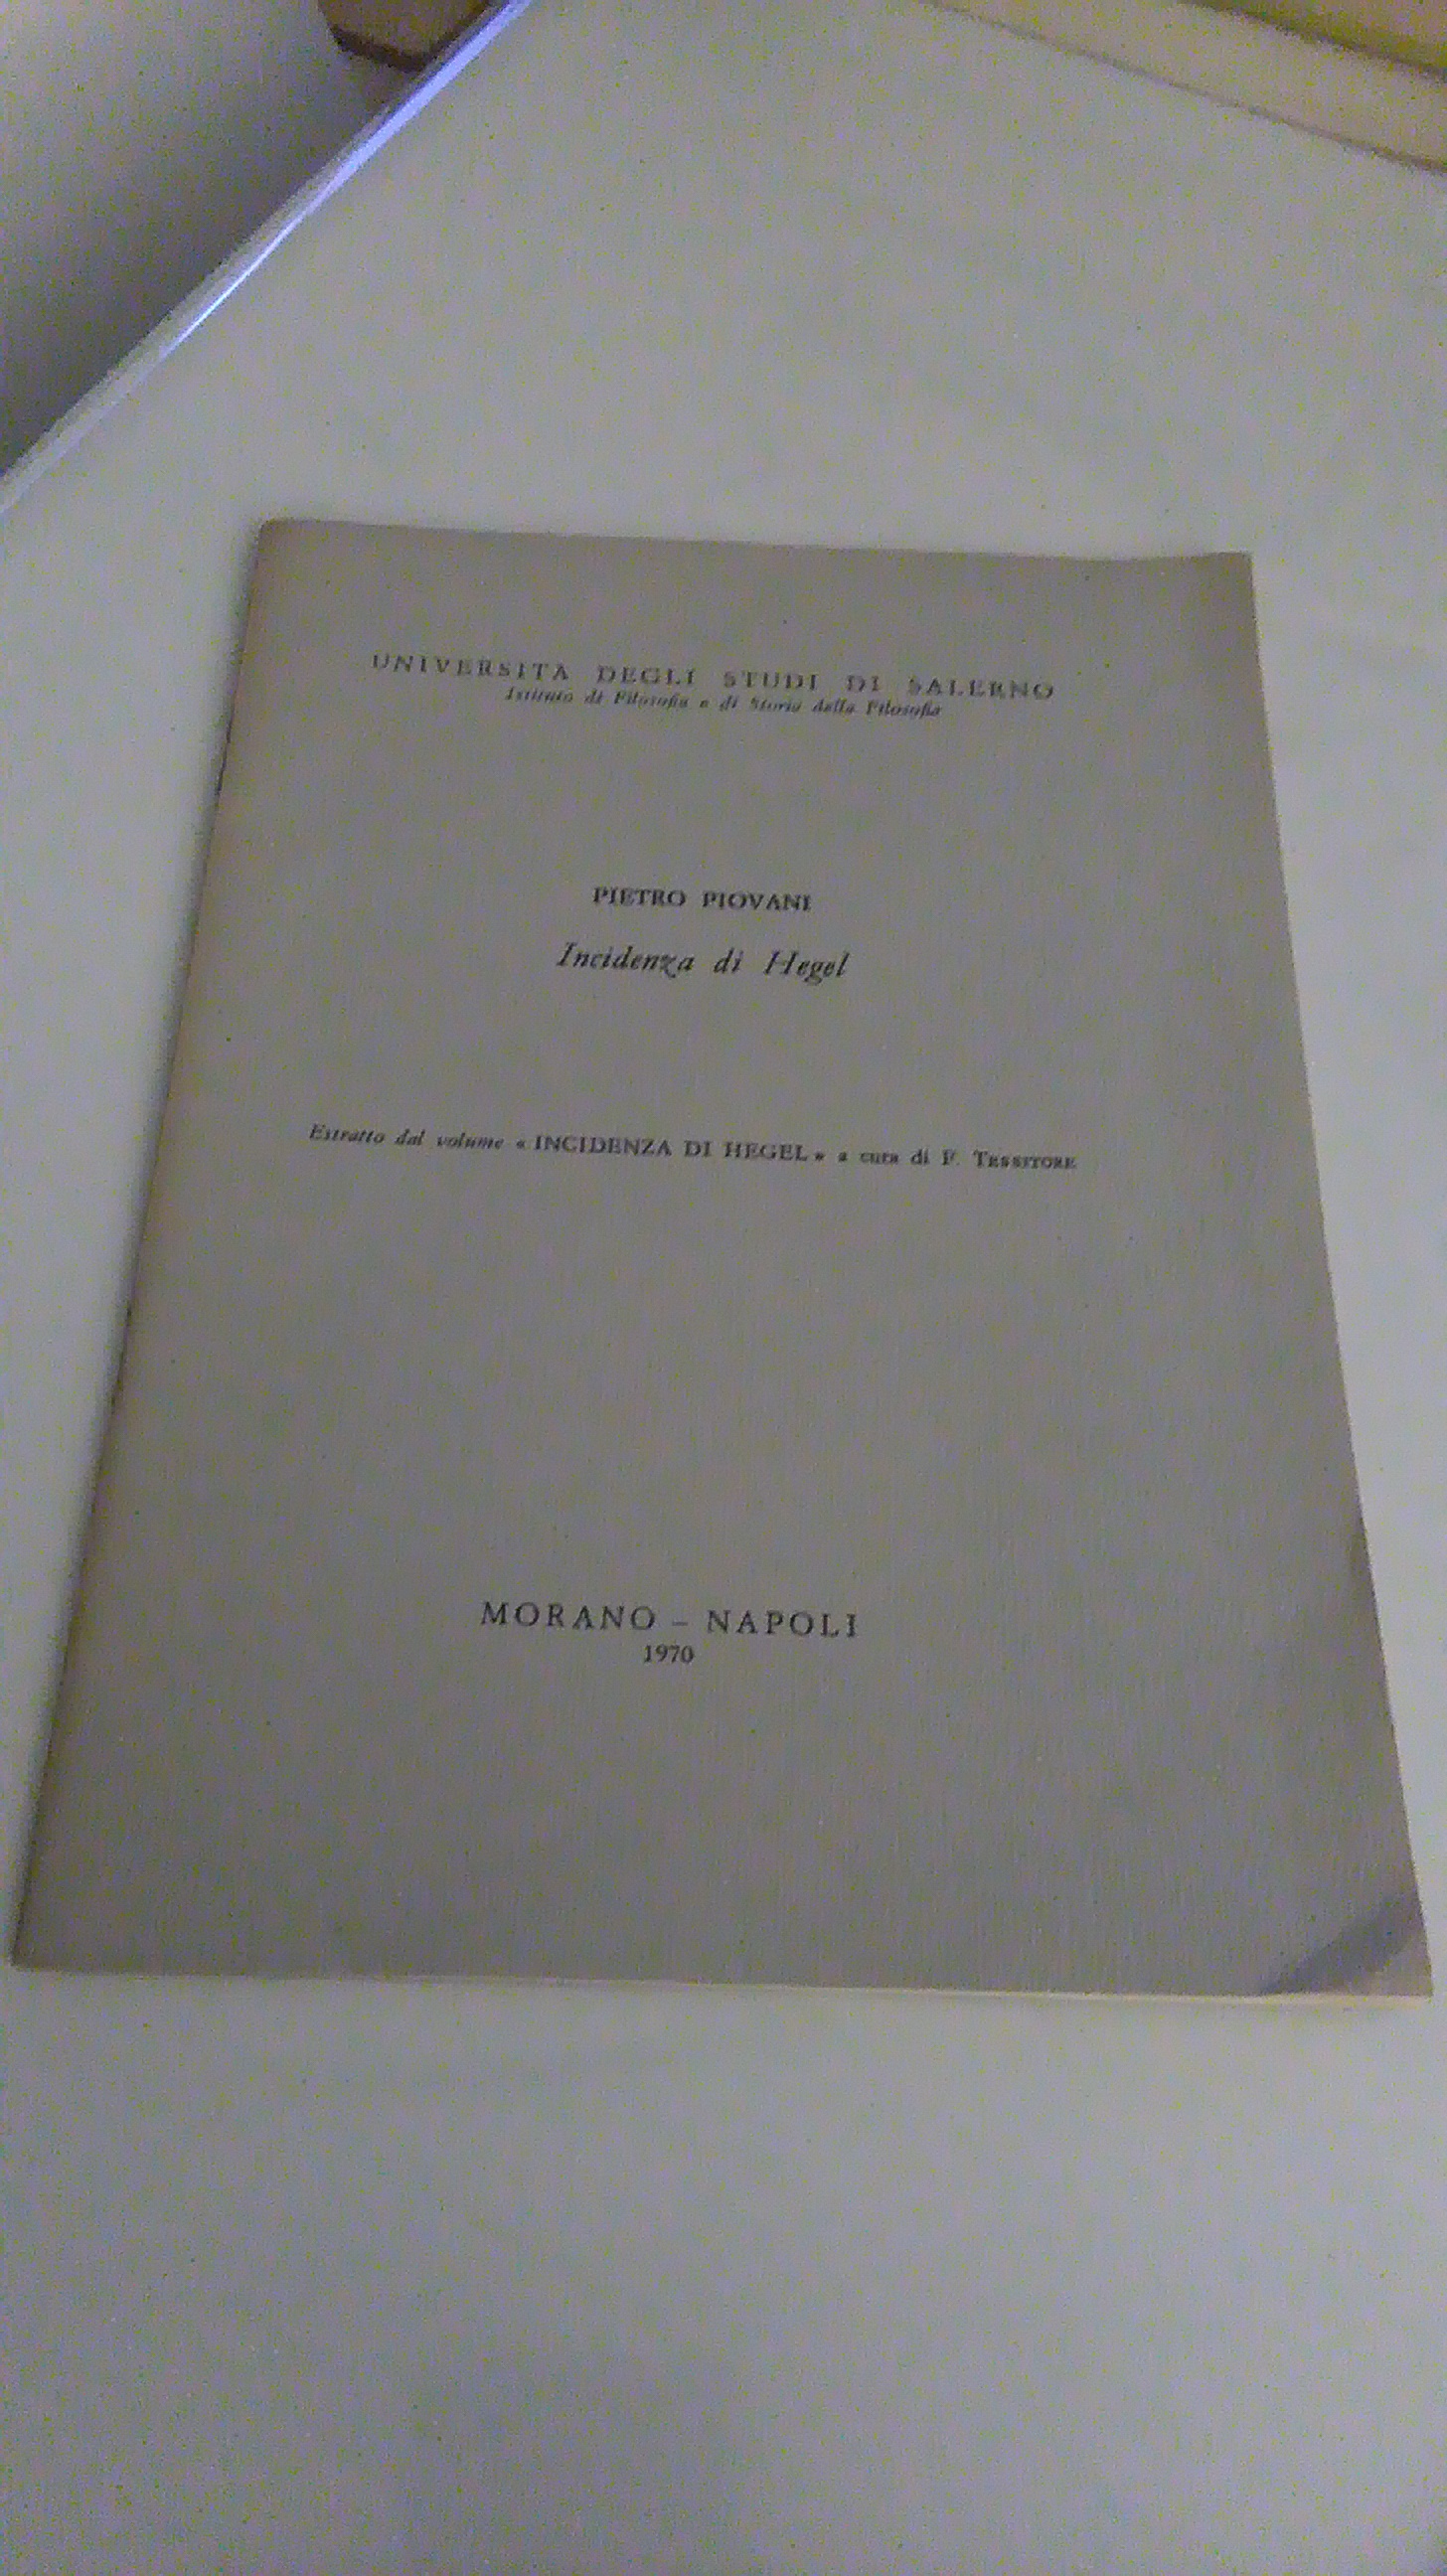 UNIVERSITA DEGLI STUDI DI SALERNO
Istituto di Filosofia e di Storia della Filosofia
PIETRO PIOVANI
Incidenza di Hegel
Estratto dal volume « INCIDENZA DI HEGEL » a cura di F. TESSITORE
MORANO – NAPOLI
1970